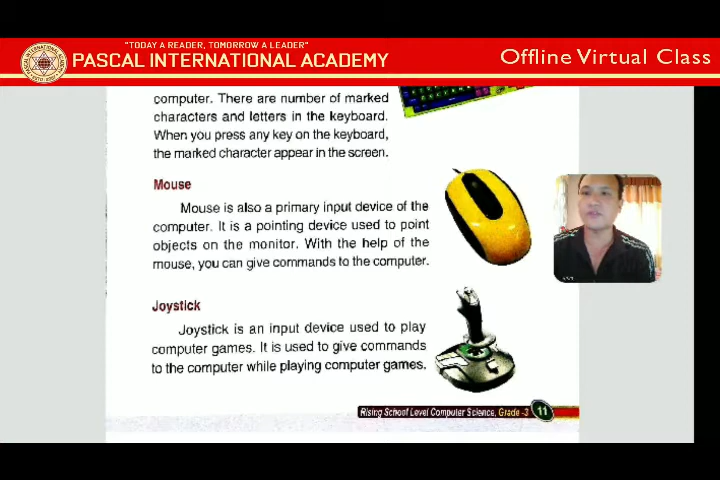 "TODAY A READER, TOMORROW A LEADER"
PASCAL INTERNATIONAL ACADEMY
Offline Virtual Class
computer. There are number of marked
characters and letters in the keyboard.
When you press any key on the keyboard,
the marked character appear in the screen.
Mouse
Mouse is also a primary input device of the
computer. It is a pointing device used to point
objects on the monitor. With the help of the
mouse, you can give commands to the computer.
Joystick
Joystick is an input device used to play
computer games. It is used to give commands
to the computer while playing computer games.
Rising School Level Computer Science, Grade -3 11